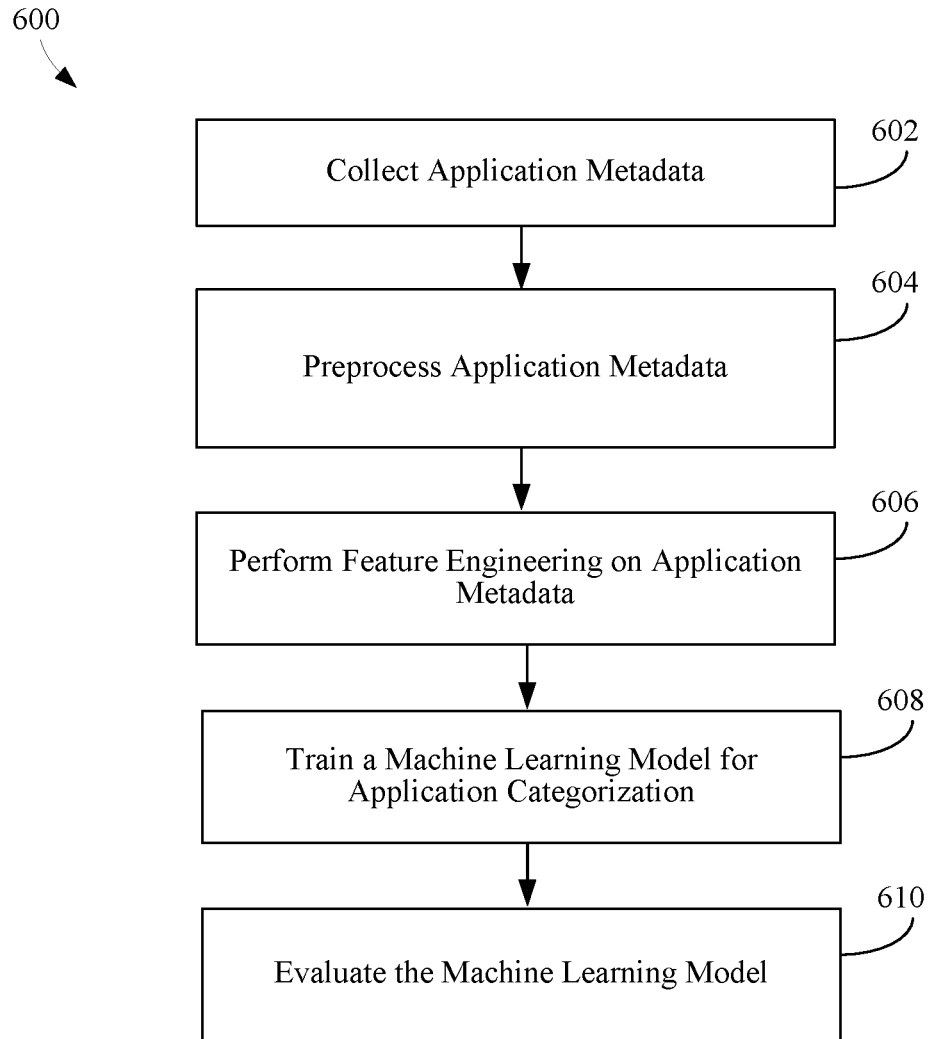 600
602
Collect Application Metadata
604
Preprocess Application Metadata
606
Perform Feature Engineering on Application
Metadata
608
Train a Machine Learning Model for
Application Categorization
610
Evaluate the Machine Learning Model